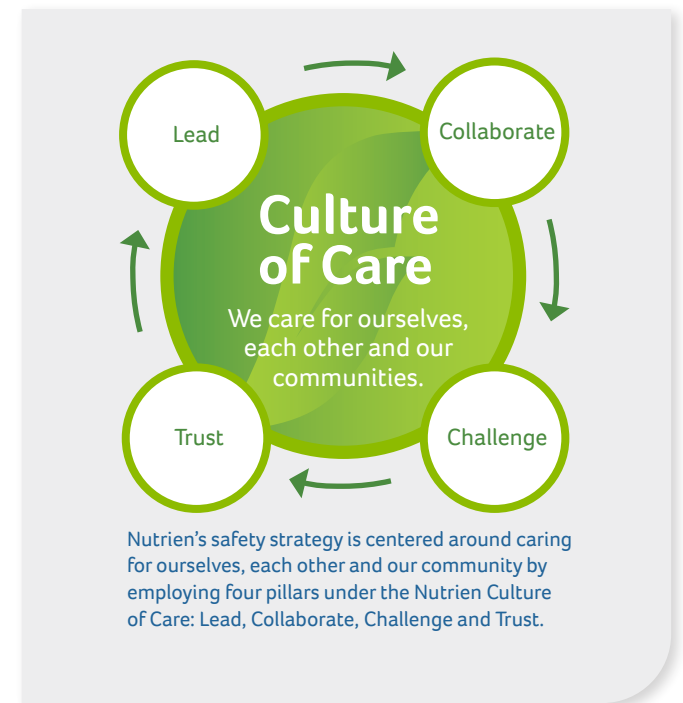 Lead
Collaborate
Culture
of Care
We care for ourselves,
each other and our
communities.
Trust
Challenge
Nutrien's safety strategy is centered around caring
for ourselves, each other and our community by
employing four pillars under the Nutrien Culture
of Care: Lead, Collaborate, Challenge and Trust.